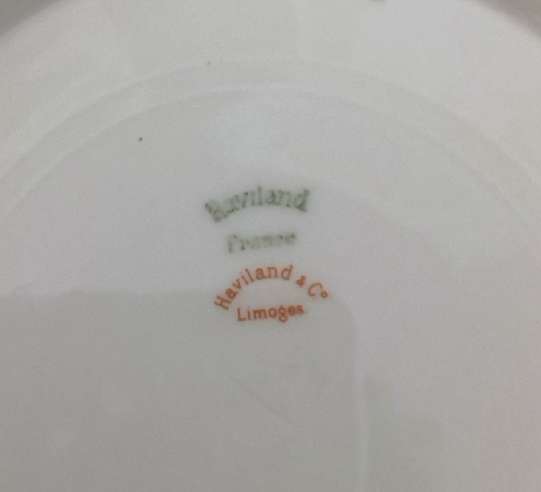 Haviland
France
Haviland & Co
Limoges